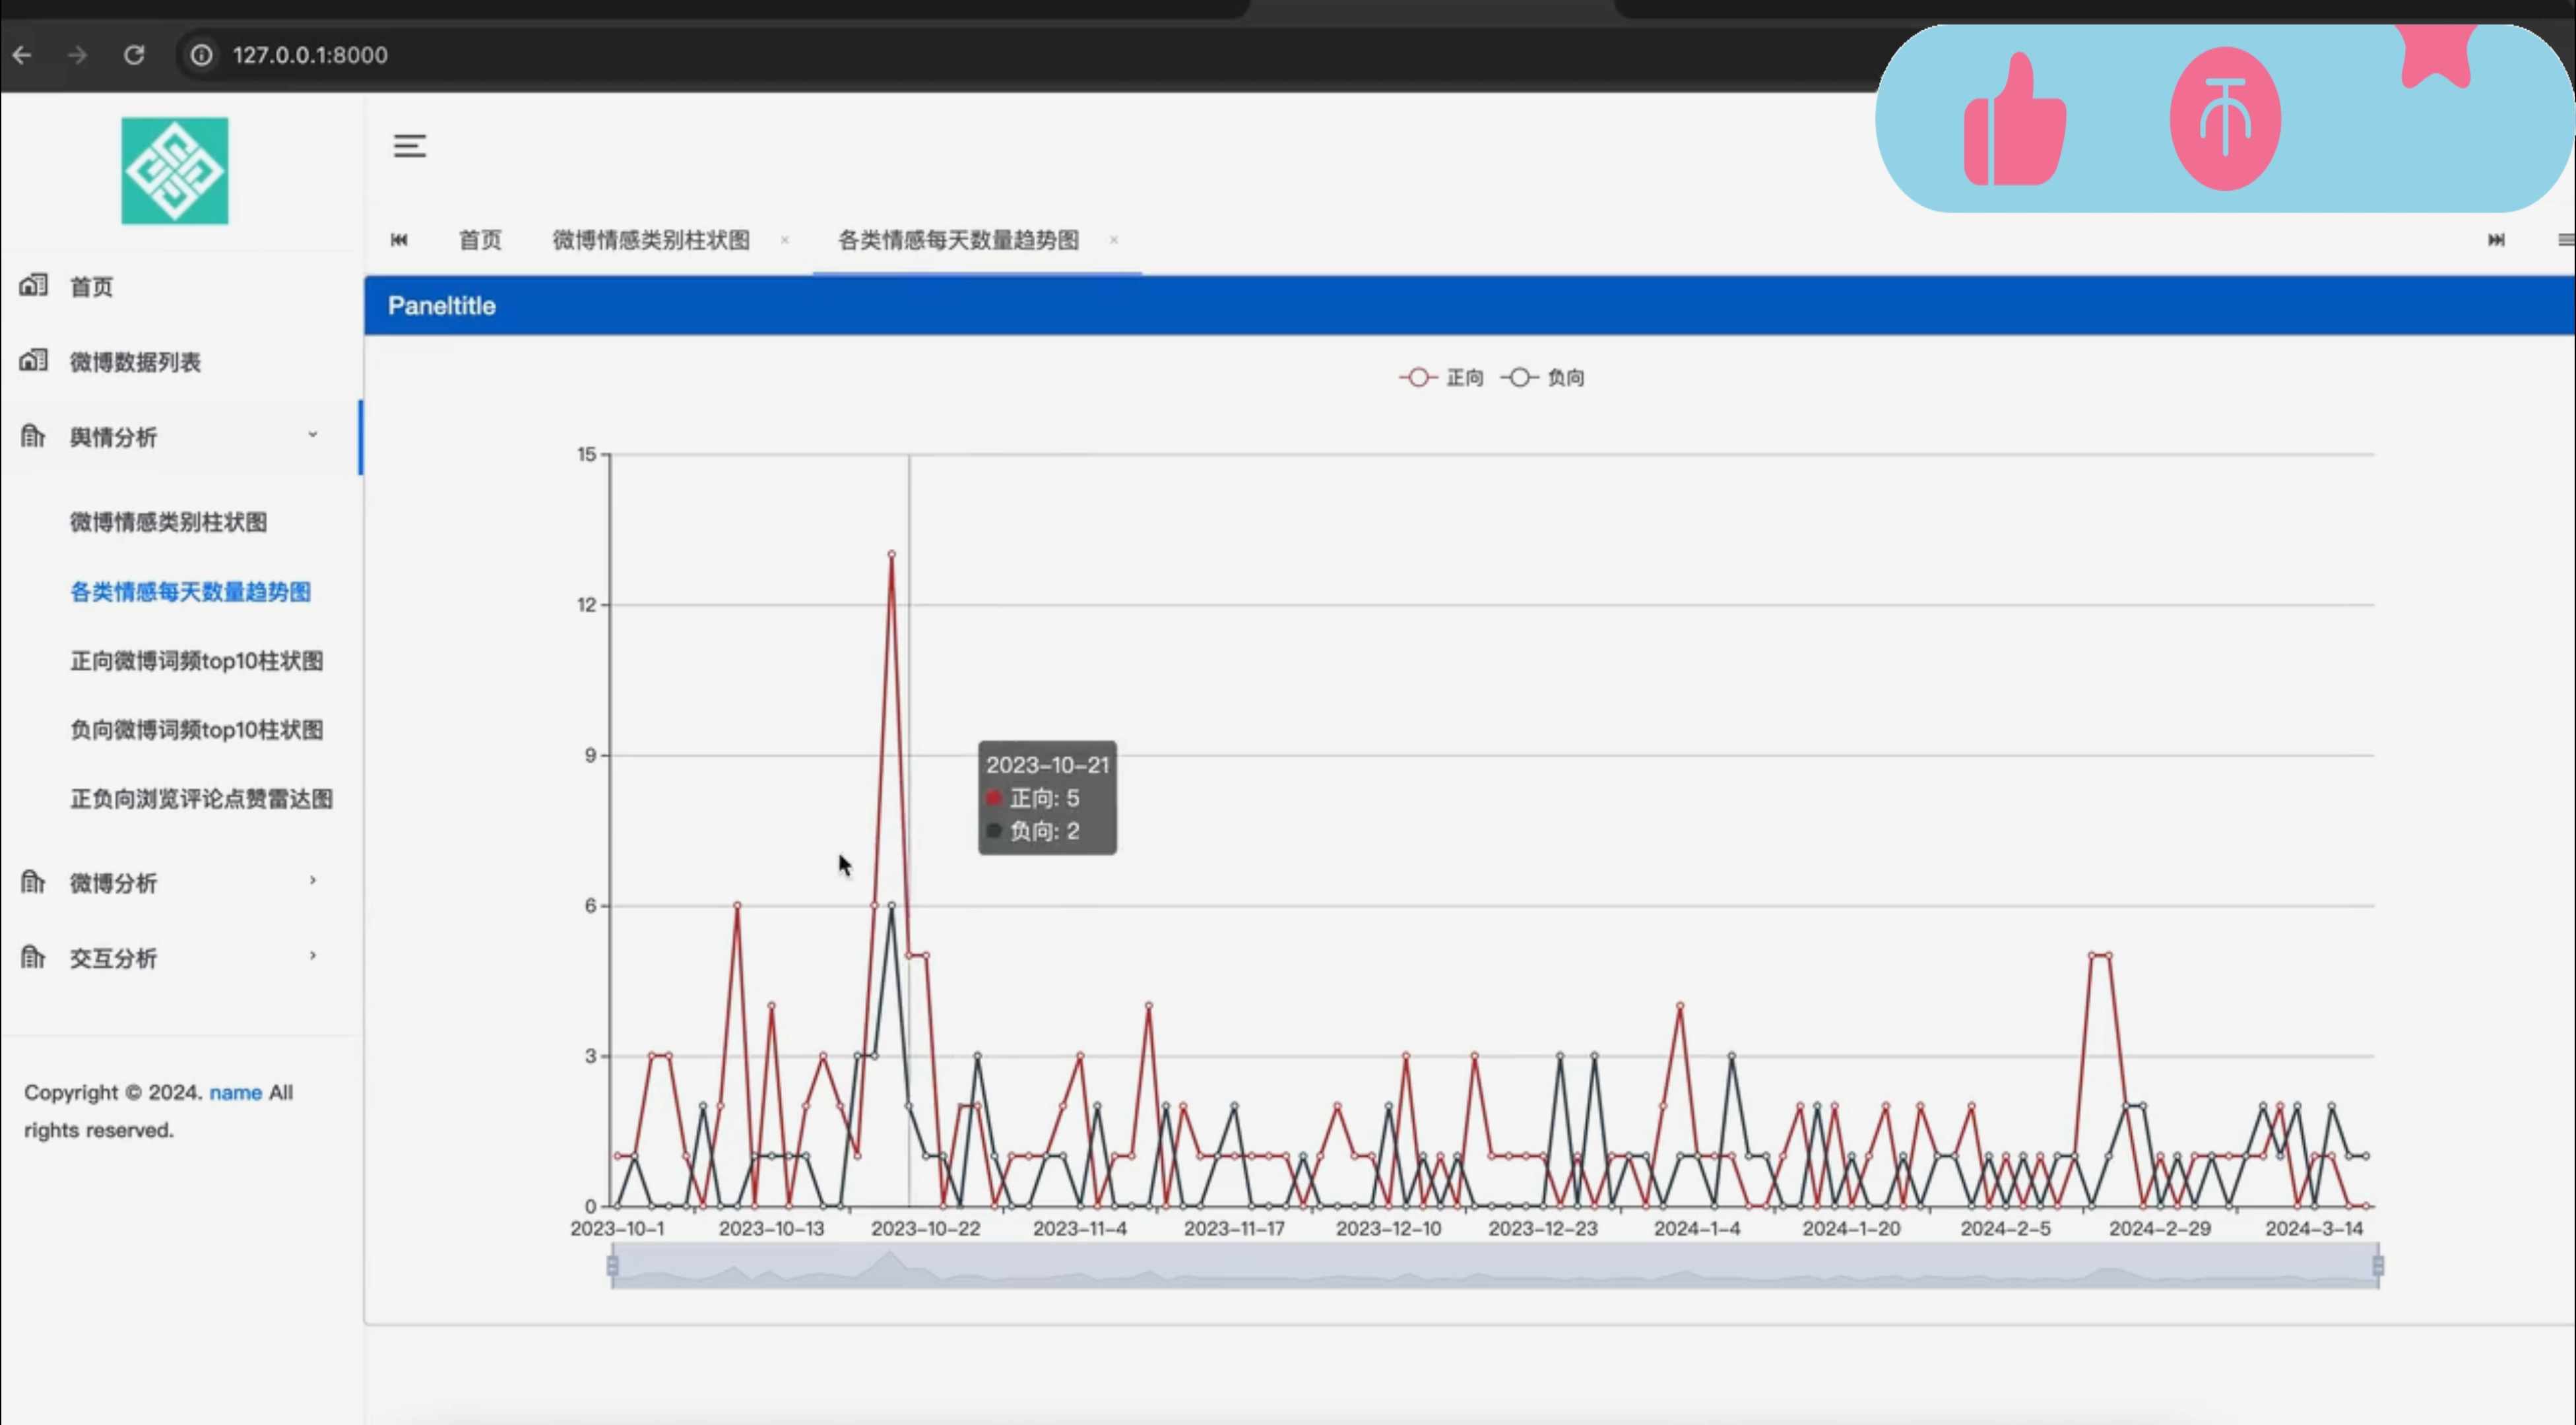 127.0.0.1:8000
首页
微博情感类别柱状图
各类情感每天数量趋势图
首页
微博数据列表
舆情分析
微博情感类别柱状图
各类情感每天数量趋势图
正向微博词频top10柱状图
负向微博词频top10柱状图
正负向浏览评论点赞雷达图
微博分析
交互分析
Copyright © 2024. name All
rights reserved.
Paneltitle
正向 负向
15
12
9
6
3
0
2023-10-21
正向: 5
负向: 2
2023-10-1 2023-10-13 2023-10-22 2023-11-4 2023-11-17 2023-12-10 2023-12-23 2024-1-4 2024-1-20 2024-2-5 2024-2-29 2024-3-14